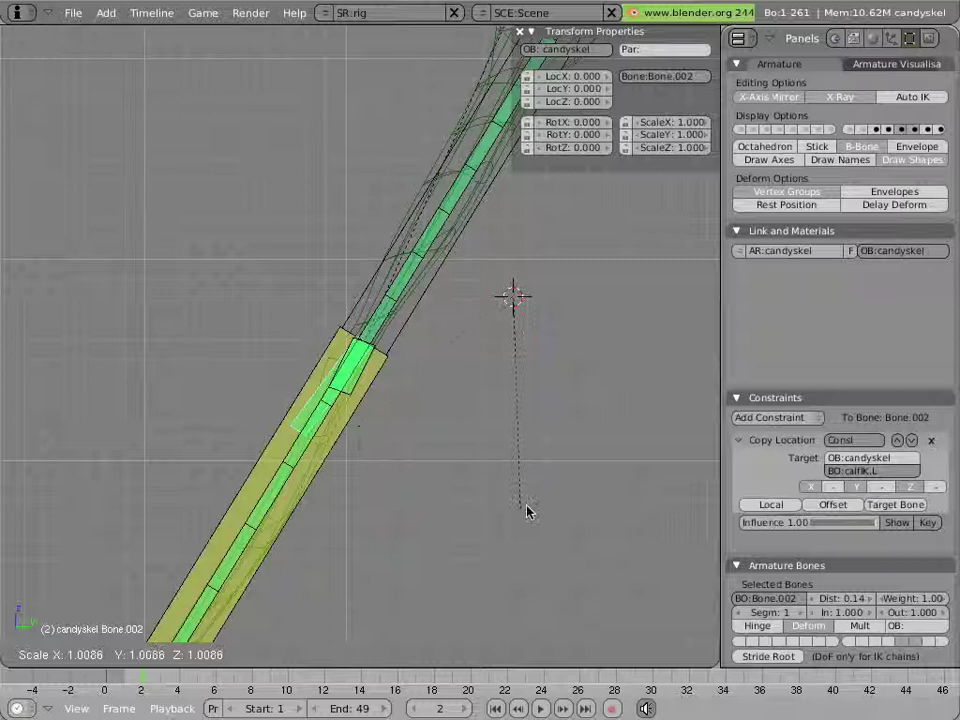 File Add Timeline Game Render Help SR:rig SCE:Scene www.blender.org 244 Bo:1-261 | Mem:10.62M candyskel
Transform Properties
OB: candyskel Par:
LocX: 0.000 Bone:Bone.002
LocY: 0.000
LocZ: 0.000
RotX: 0.000 ScaleX: 1.000
RotY: 0.000 ScaleY: 1.000
RotZ: 0.000 ScaleZ: 1.000
Panels
Armature Armature Visualisa
Editing Options
X-Axis Mirror X-Ray Auto IK
Display Options
Octahedron Stick B-Bone Envelope
Draw Axes Draw Names Draw Shapes
Deform Options
Vertex Groups Envelopes
Rest Position Delay Deform
Link and Materials
AR:candyskel F OB:candyskel
Constraints
Add Constraint To Bone: Bone.002
Copy Location Const
Target OB:candyskel
BO:calfIK.L
X - Y - Z -
Local Offset Target Bone
Influence 1.00 Show Key
Armature Bones
Selected Bones
BO:Bone.002 Dist: 0.14 Weight: 1.00
Segm: 1 In: 1.000 Out: 1.000
Hinge Deform Mult OB:
Stride Root (DoF only for IK chains)
z
y
(2) candyskel Bone.002
Scale X: 1.0086 Y: 1.0086 Z: 1.0086
-4 -2 0 2 4 6 8 10 12 14 16 18 20 22 24 26 28 30 32 34 36 38 40 42 44 46
View Frame Playback Pr Start: 1 End: 49 2